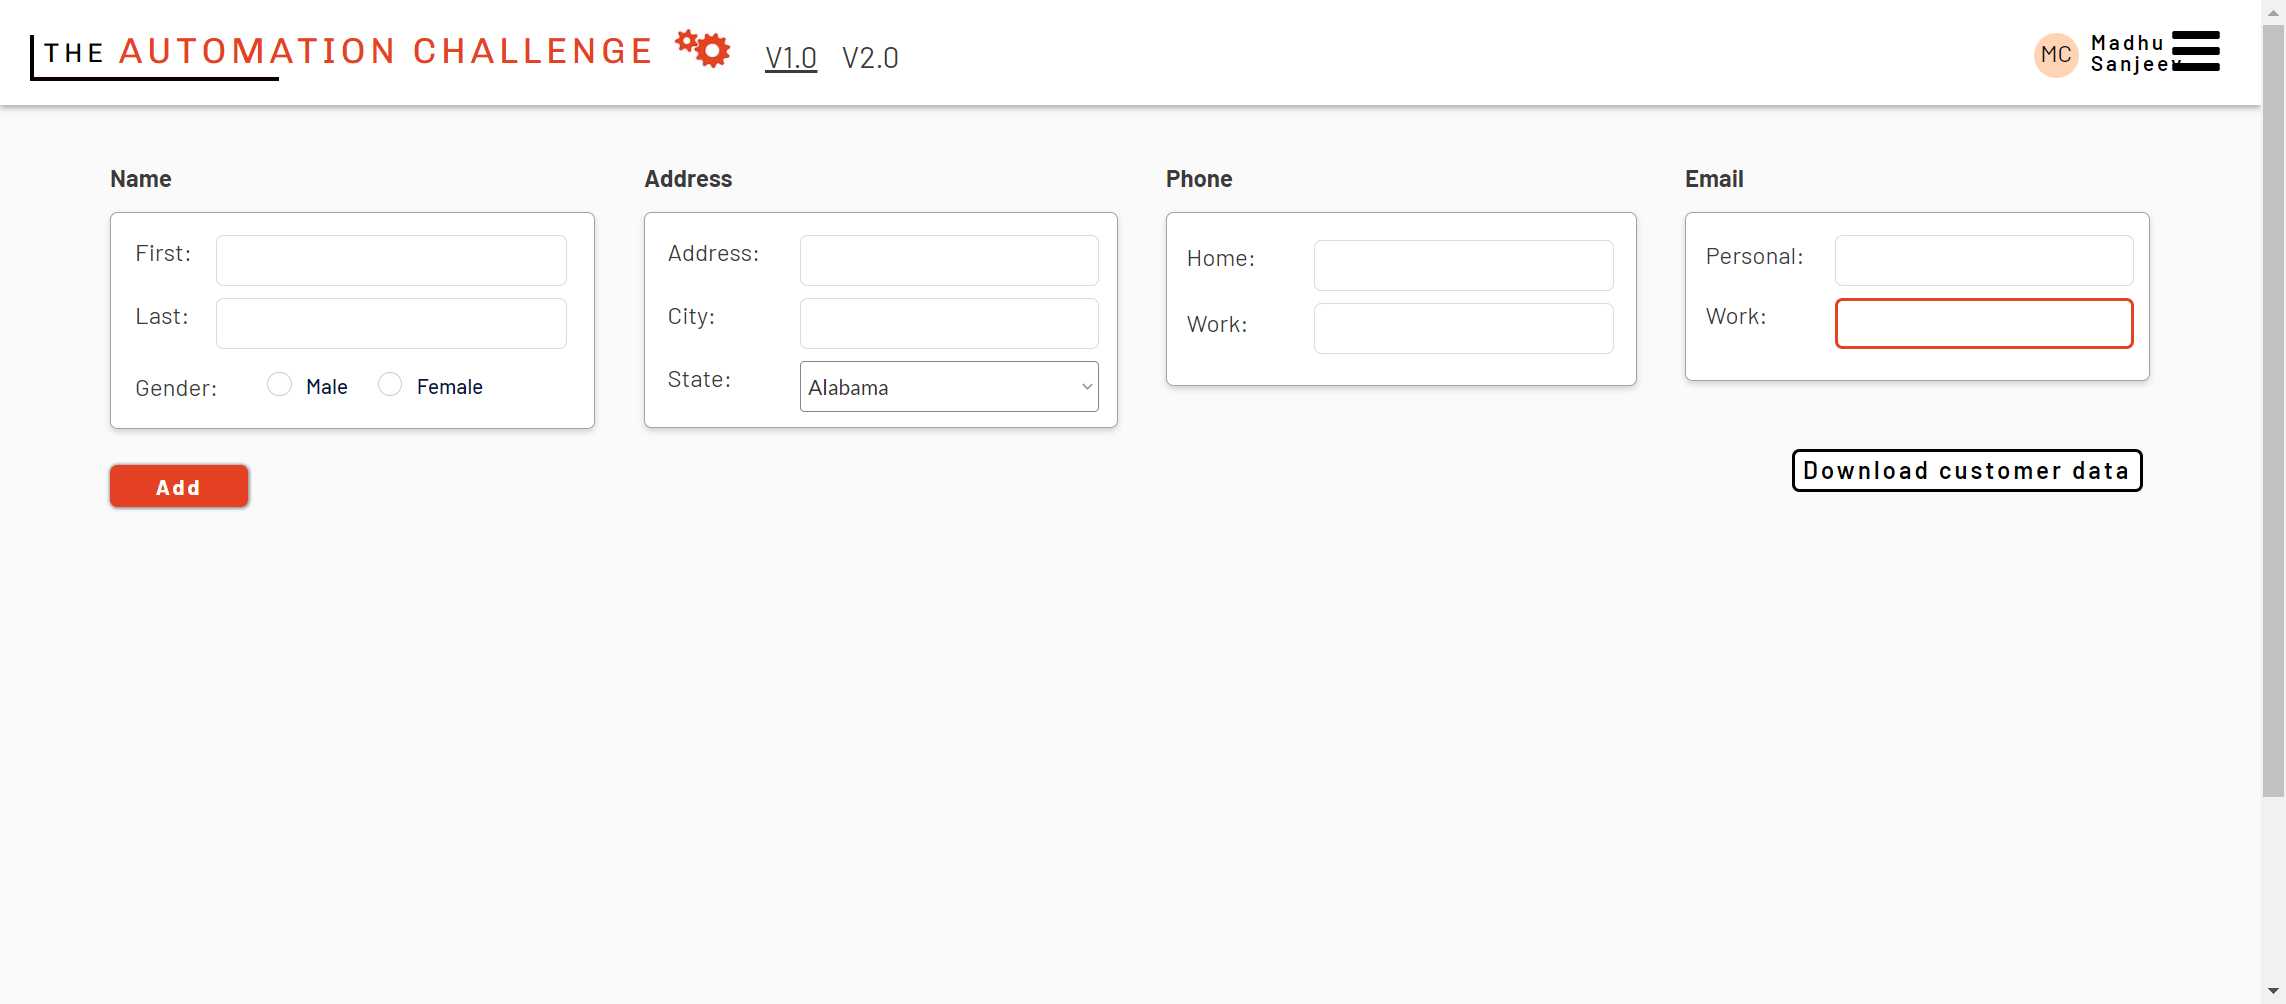 THE AUTOMATION CHALLENGE
V1.0 V2.0
MC
Madhu
Sanjeev
Name
First:
Last:
Gender: Male Female
Address
Address:
City:
State: Alabama
Phone
Home:
Work:
Email
Personal:
Work:
Add
Download customer data